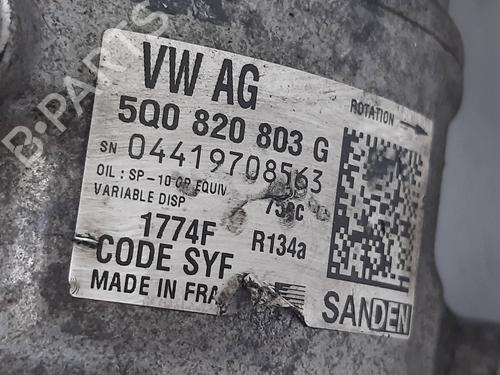 B-PARTS
VW AG
5Q0 820 803 G
ROTATION
SN 04419708563
OIL : SP-10 OR EQUIV
VARIABLE DISP
1774F R134a
CODE SYF
MADE IN
SANDEN